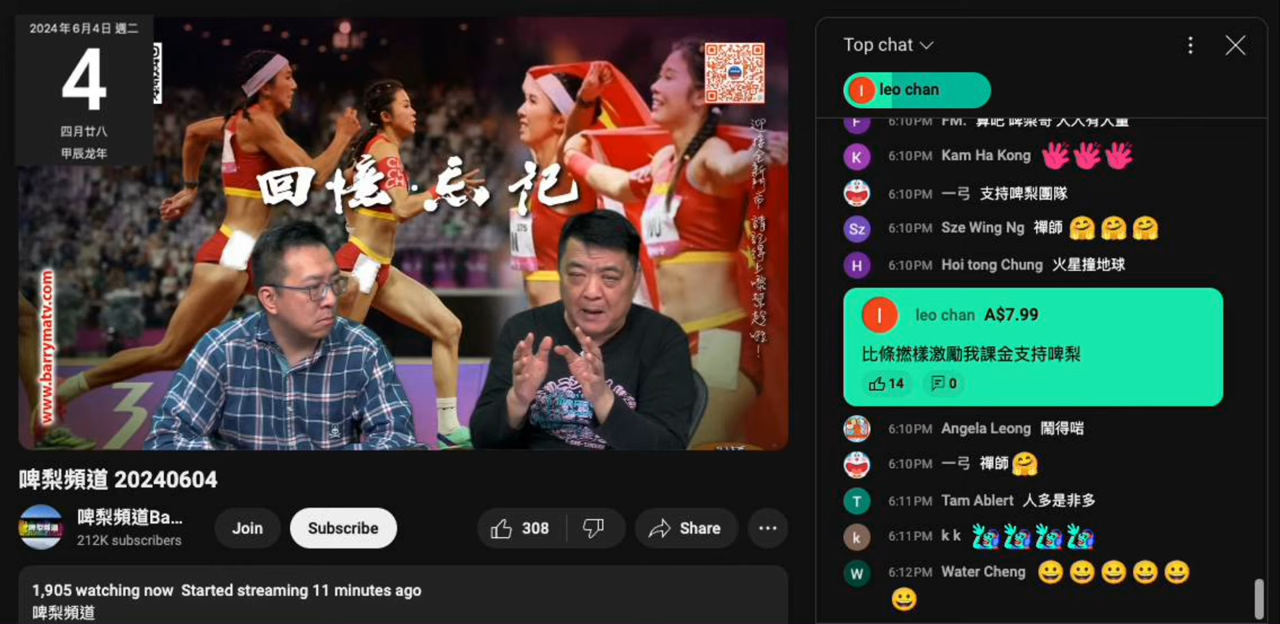 2024年6月4日 週二
4
四月廿八
甲辰龙年
回憶·忘記
www.barrymatv.com
3
啤梨頻道 20240604
啤梨頻道Ba...
212K subscribers
Join
Subscribe
308
Share
1,905 watching now Started streaming 11 minutes ago
啤梨頻道
Top chat
l leo chan
K 6:10PM Kam Ha Kong
6:10PM 一弓 支持啤梨團隊
Sz 6:10PM Sze Wing Ng 禪師 🤗🤗🤗
H 6:10PM Hoi tong Chung 火星撞地球
l leo chan A$7.99
比條撚樣激勵我課金支持啤梨
14 0
6:10PM Angela Leong 鬧得啱
6:10PM 一弓 禪師🤗
T 6:11PM Tam Ablert 人多是非多
k 6:11PM k k
W 6:12PM Water Cheng 😀😀😀😀😀
😀